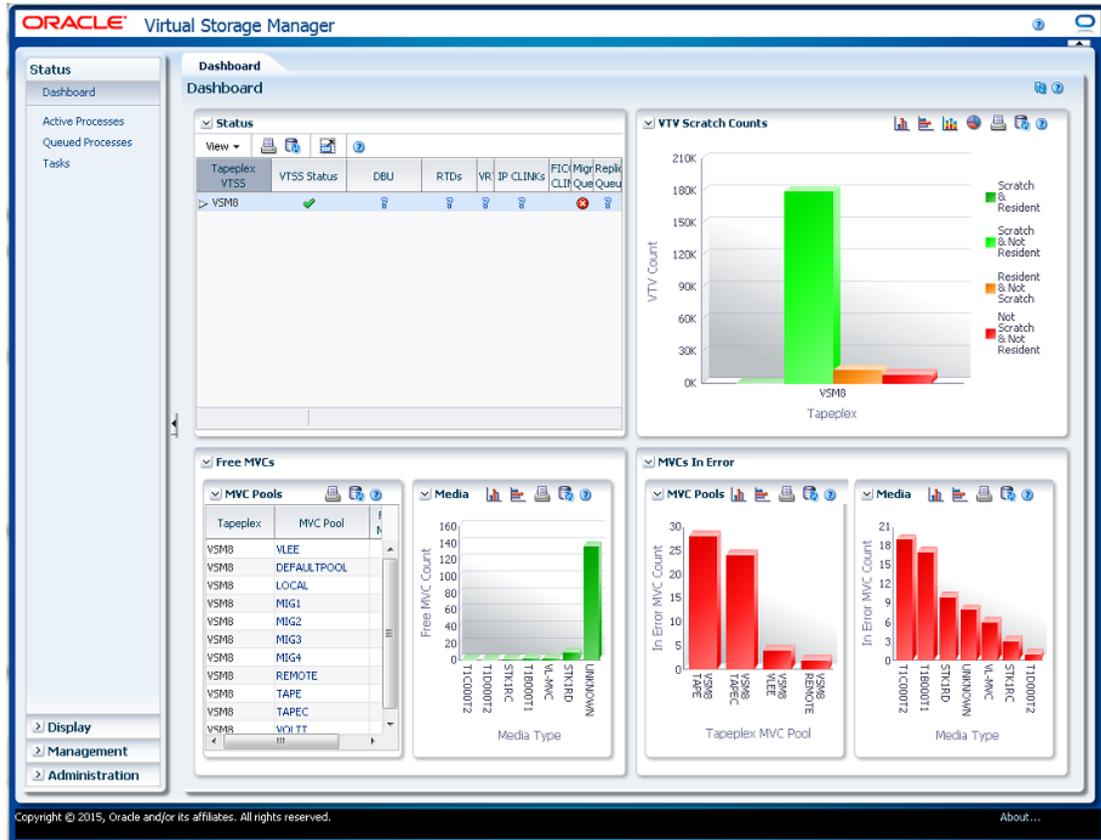 ORACLE Virtual Storage Manager
Status
Dashboard
Active Processes
Queued Processes
Tasks
Display
Management
Administration
Dashboard
Dashboard
Status
View
Tapeplex VTSS
VTSS Status
DBU
RTDs
IP CLINKs
VSM8
VTV Scratch Counts
210K
180K
150K
120K
90K
60K
30K
0K
VTV Count
VSM8
Tapeplex
Scratch
&
Resident
Scratch
& Not
Resident
Resident
& Not
Scratch
Not
Scratch
& Not
Resident
Free MVCs
MVC Pools
Tapeplex MVC Pool
VSM8 VLEE
VSM8 DEFAULTPOOL
VSM8 LOCAL
VSM8 MIG1
VSM8 MIG2
VSM8 MIG3
VSM8 MIG4
VSM8 REMOTE
VSM8 TAPE
VSM8 TAPEC
VSM8 VOLTT
Media
160
140
120
100
80
60
40
20
0
Free MVC Count
T1C000T2
T1D000T2
STK1RC
T1B000T1
VL-MVC
STK1RD
UNKNOWN
Media Type
MVCs In Error
MVC Pools
30
25
20
15
10
5
0
In Error MVC Count
VSM8 TAPE
VSM8 TAPEC
VSM8 VLEE
VSM8 REMOTE
Tapeplex MVC Pool
Media
21
18
15
12
9
6
3
0
In Error MVC Count
T1C000T2
T1B000T1
STK1RD
UNKNOWN
VL-MVC
STK1RC
T1D000T2
Media Type
Copyright © 2015, Oracle and/or its affiliates. All rights reserved.
About...